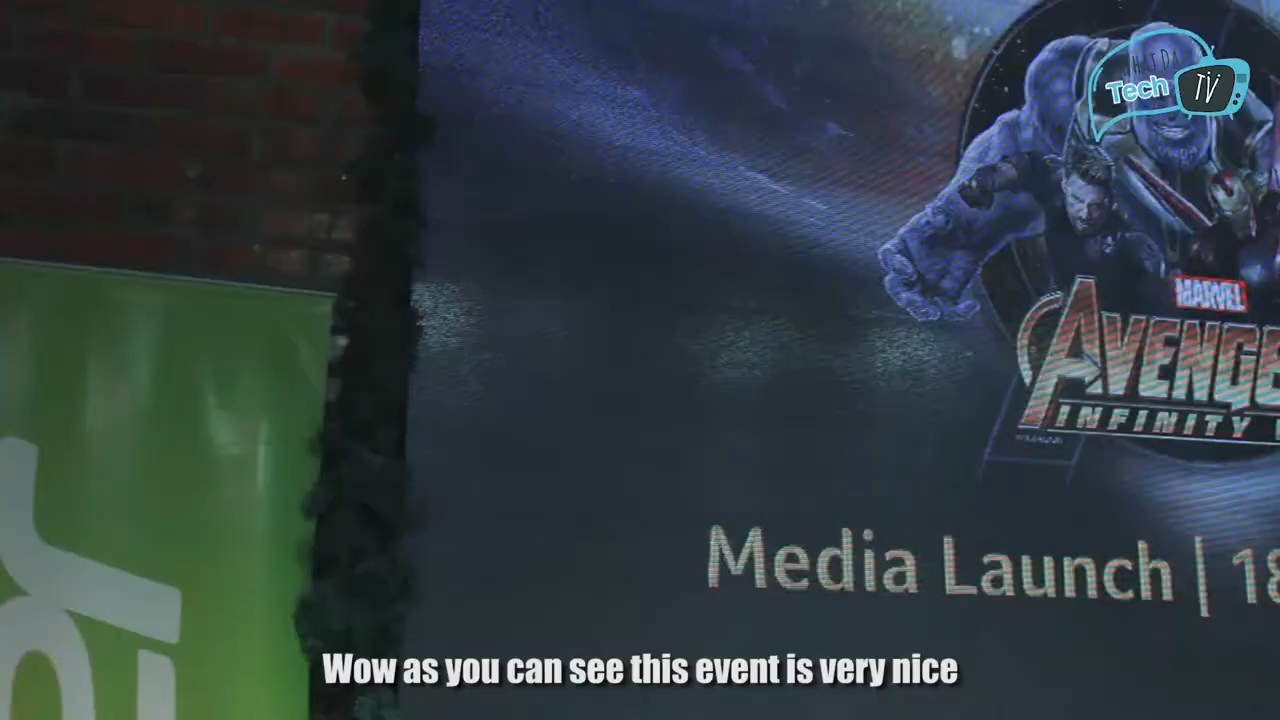 Tech
TV
MARVEL
AVENGE
INFINITY
Media Launch | 18
Wow as you can see this event is very nice